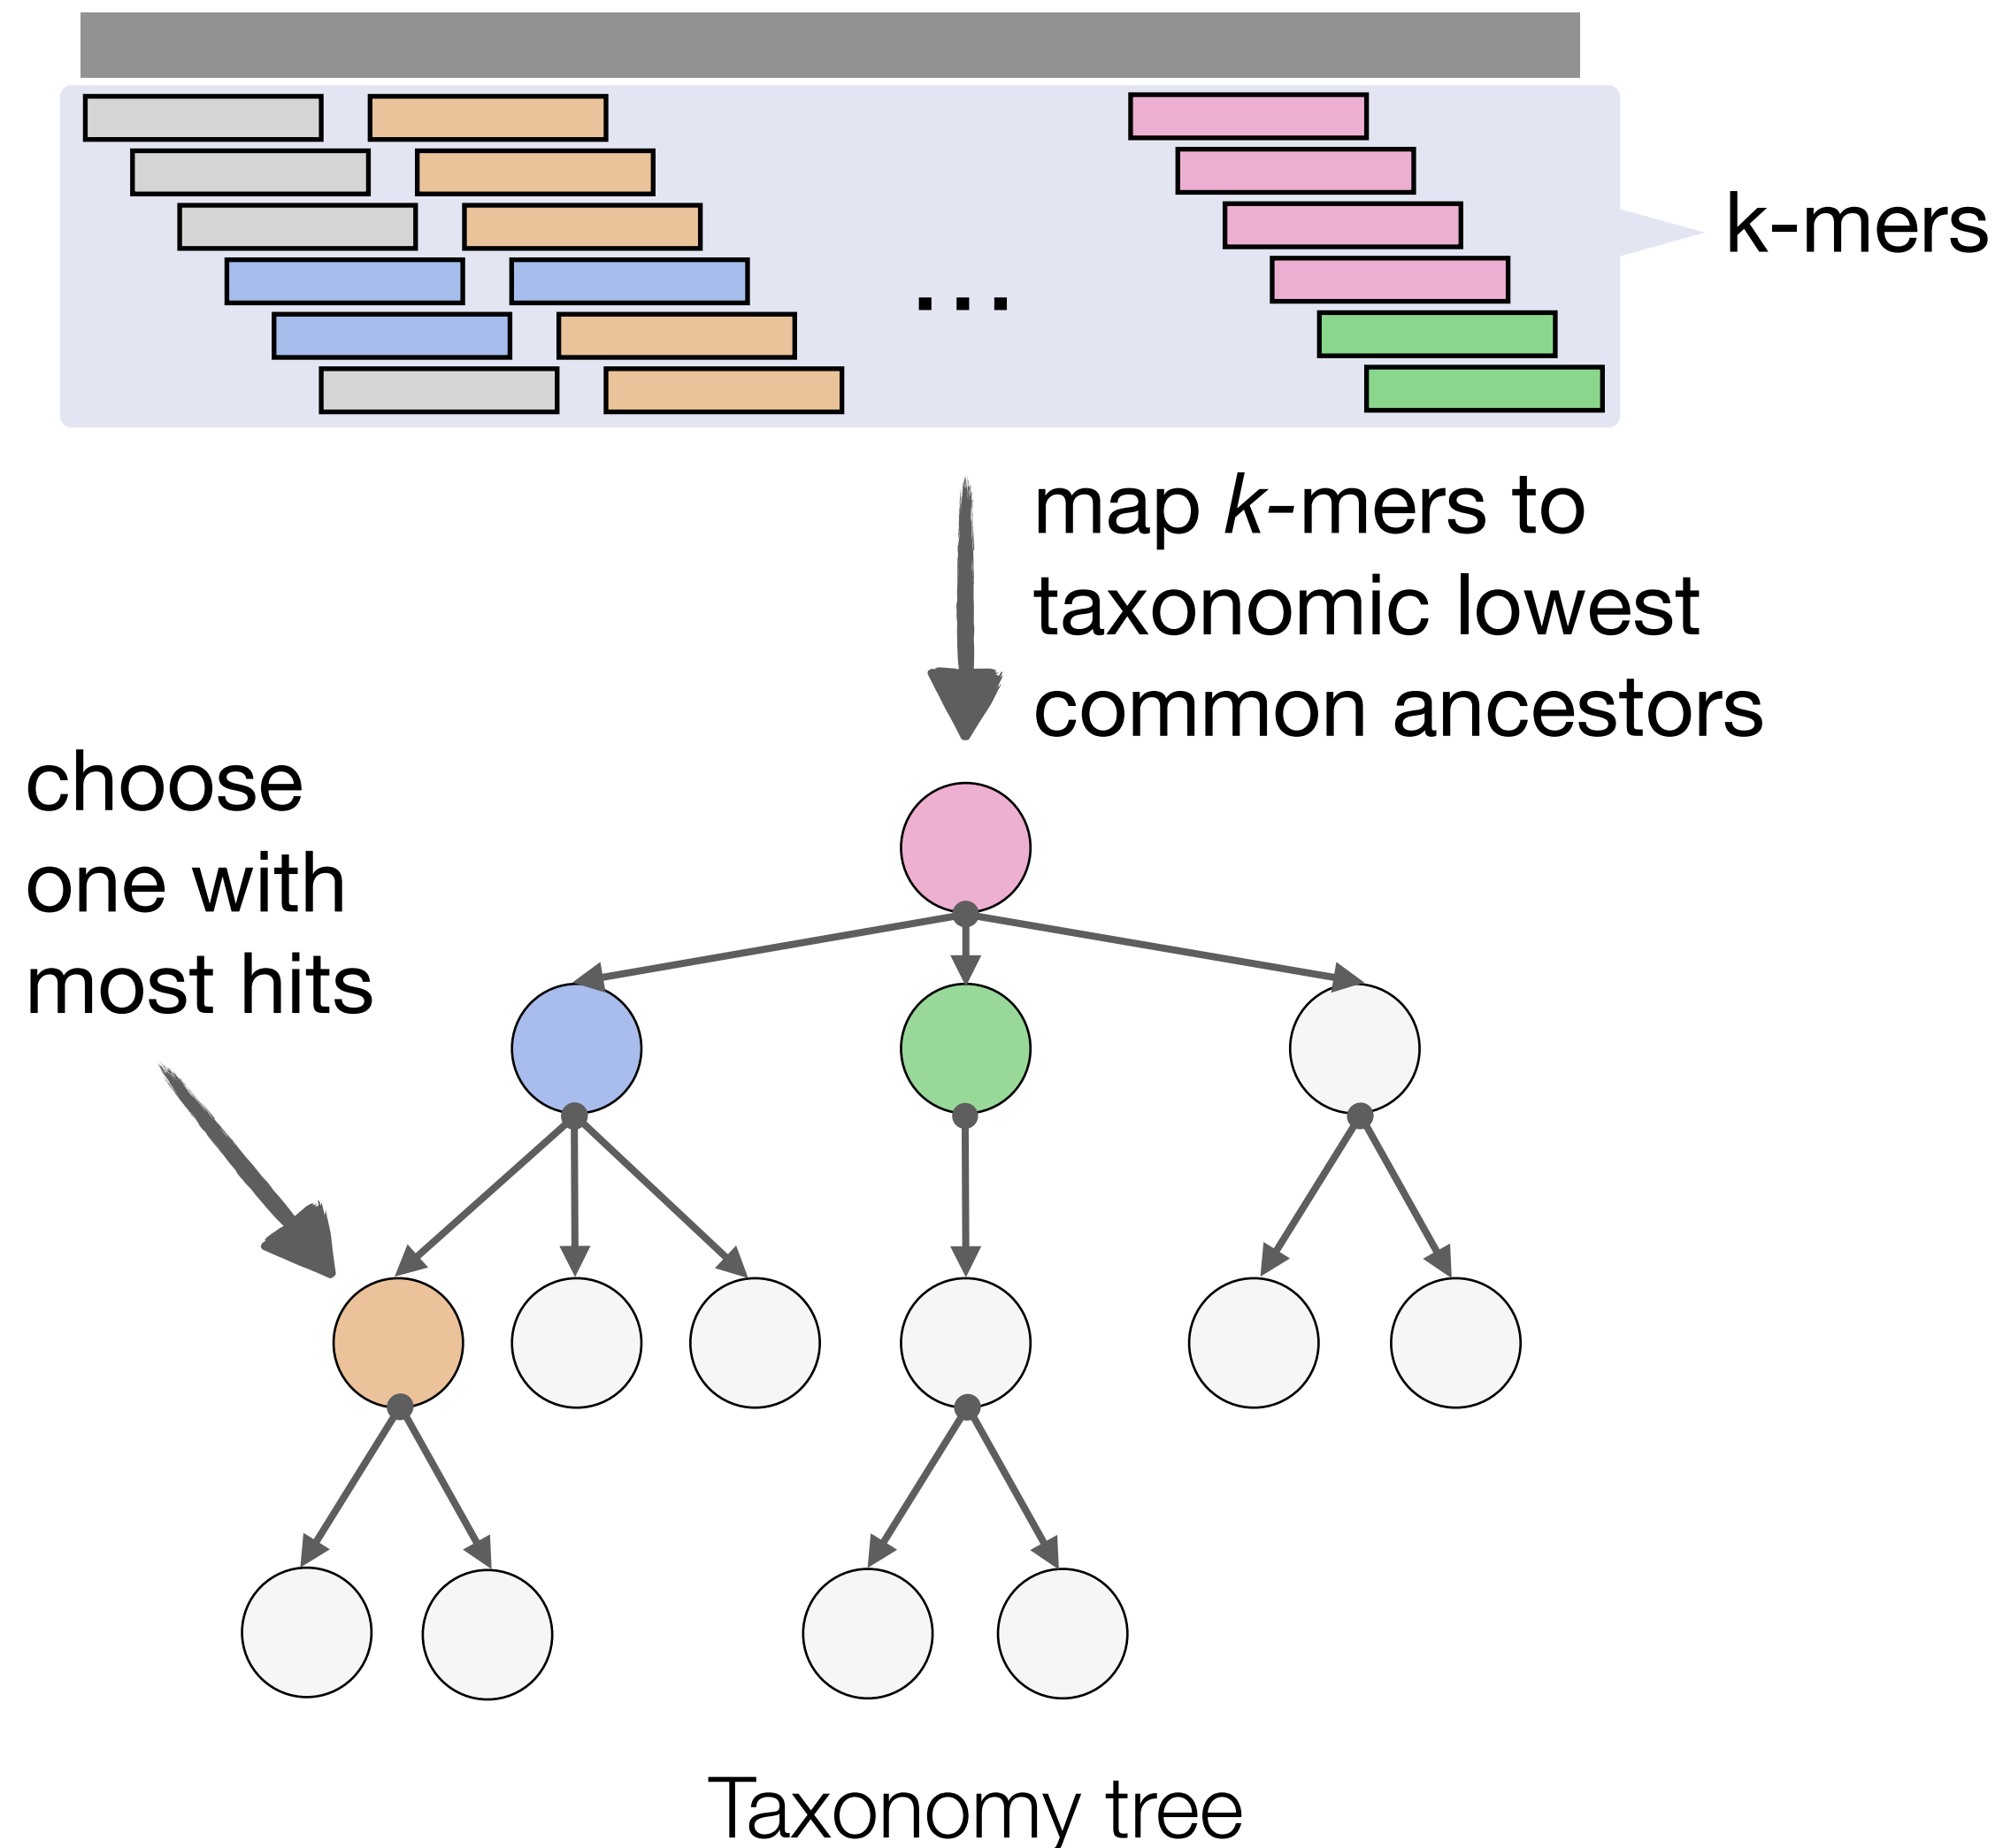 k-mers
...
map k-mers to
taxonomic lowest
common ancestors
choose
one with
most hits
Taxonomy tree